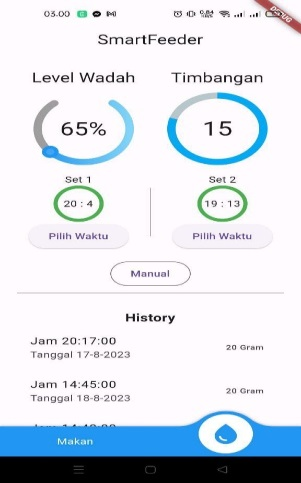 03.00
DEBUG
SmartFeeder
Level Wadah Timbangan
65% 15
Set 1 Set 2
20 : 4 19 : 13
Pilih Waktu Pilih Waktu
Manual
History
Jam 20:17:00
20 Gram
Tanggal 17-8-2023
Jam 14:45:00
20 Gram
Tanggal 18-8-2023
Makan